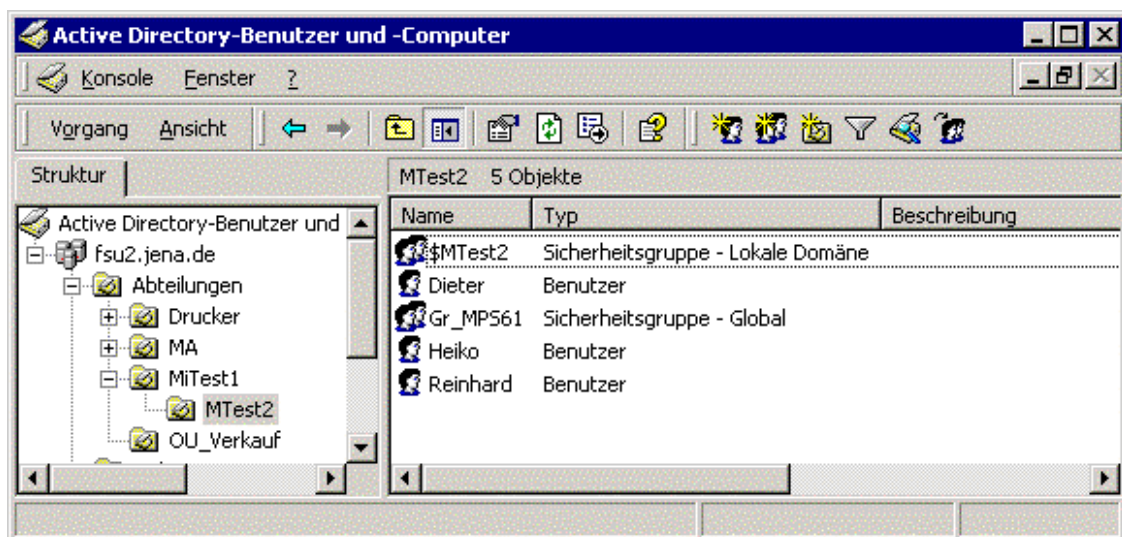 Active Directory-Benutzer und -Computer
Konsole Fenster ?
Vorgang Ansicht
Struktur
MTest2 5 Objekte
Active Directory-Benutzer und
fsu2.jena.de
Abteilungen
Drucker
MA
MiTest1
MTest2
OU_Verkauf
Name Typ Beschreibung
$MTest2 Sicherheitsgruppe - Lokale Domäne
Dieter Benutzer
Gr_MPS61 Sicherheitsgruppe - Global
Heiko Benutzer
Reinhard Benutzer